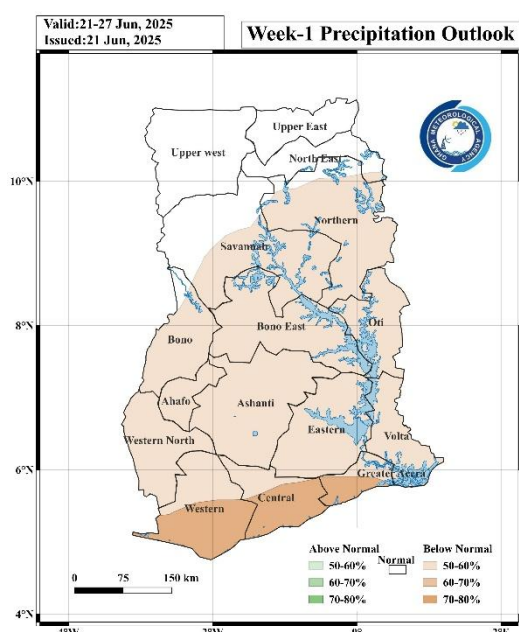 Valid:21-27 Jun, 2025
Issued:21 Jun, 2025
Week-1 Precipitation Outlook
GHANA METEOROLOGICAL AGENCY
Upper East
Upper west
North East
10°N
Northern
Savannah
8°N
Bono
Bono East
Oti
Ahafo
Ashanti
Western North
Eastern
Volta
6°N
Greater Accra
Western
Central
Above Normal
Normal
Below Normal
50-60%
50-60%
60-70%
60-70%
70-80%
70-80%
0
75
150 km
4°N